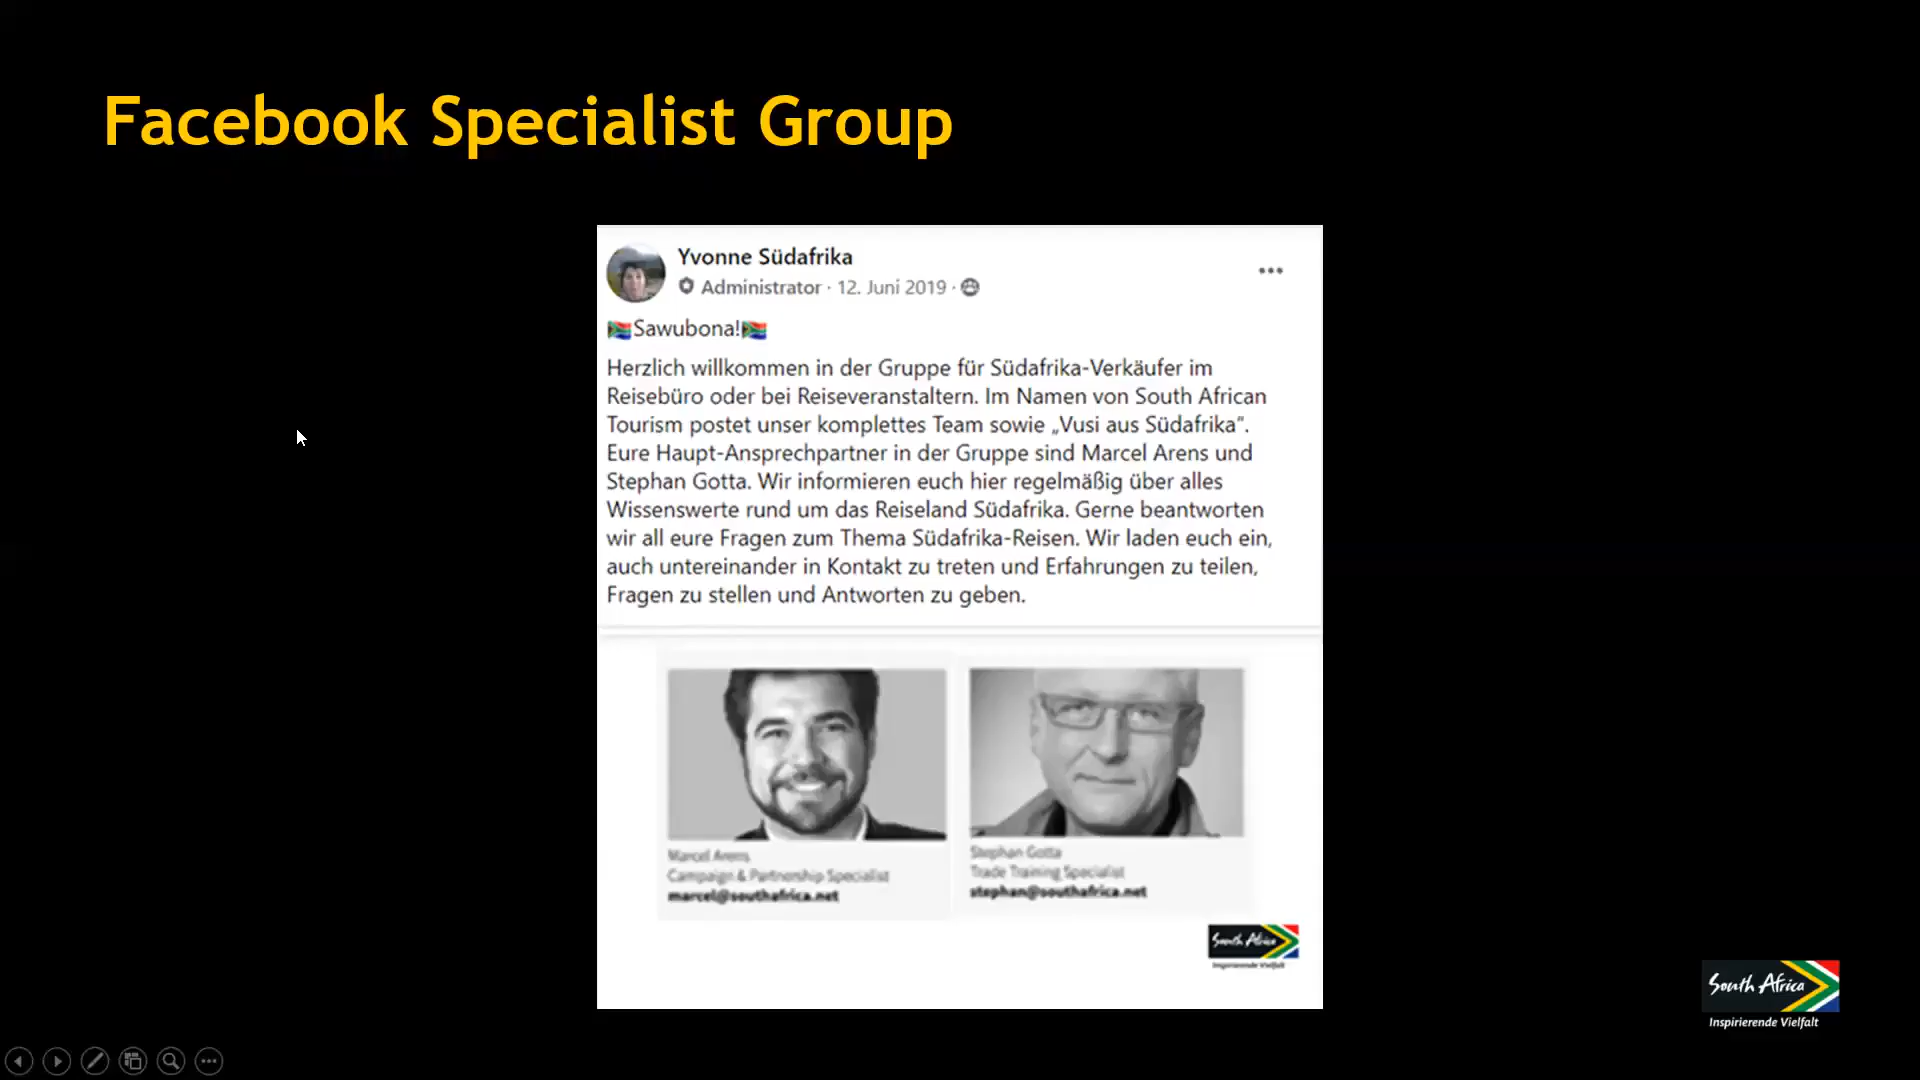 Facebook Specialist Group
Yvonne Südafrika
Administrator · 12. Juni 2019 ·
🇿🇦Sawubona!🇿🇦
Herzlich willkommen in der Gruppe für Südafrika-Verkäufer im
Reisebüro oder bei Reiseveranstaltern. Im Namen von South African
Tourism postet unser komplettes Team sowie „Vusi aus Südafrika“.
Eure Haupt-Ansprechpartner in der Gruppe sind Marcel Arens und
Stephan Gotta. Wir informieren euch hier regelmäßig über alles
Wissenswerte rund um das Reiseland Südafrika. Gerne beantworten
wir all eure Fragen zum Thema Südafrika-Reisen. Wir laden euch ein,
auch untereinander in Kontakt zu treten und Erfahrungen zu teilen,
Fragen zu stellen und Antworten zu geben.
Marcel Arens
Campaign & Partnership Specialist
marcel@southafrica.net
Stephan Gotta
Trade Training Specialist
stephan@southafrica.net
South Africa
Inspirierende Vielfalt
South Africa
Inspirierende Vielfalt